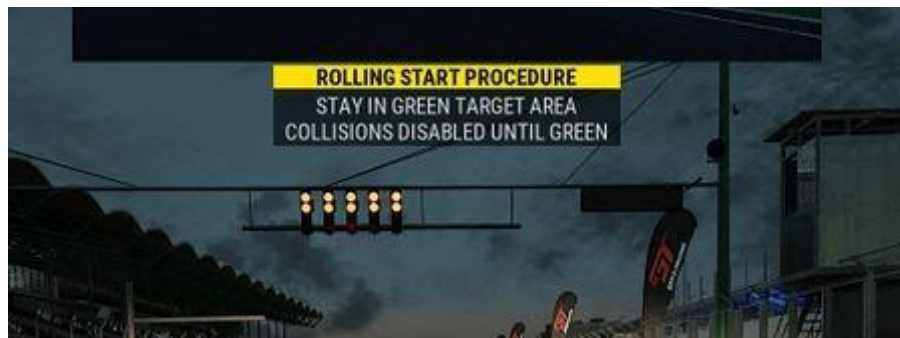 ROLLING START PROCEDURE
STAY IN GREEN TARGET AREA
COLLISIONS DISABLED UNTIL GREEN